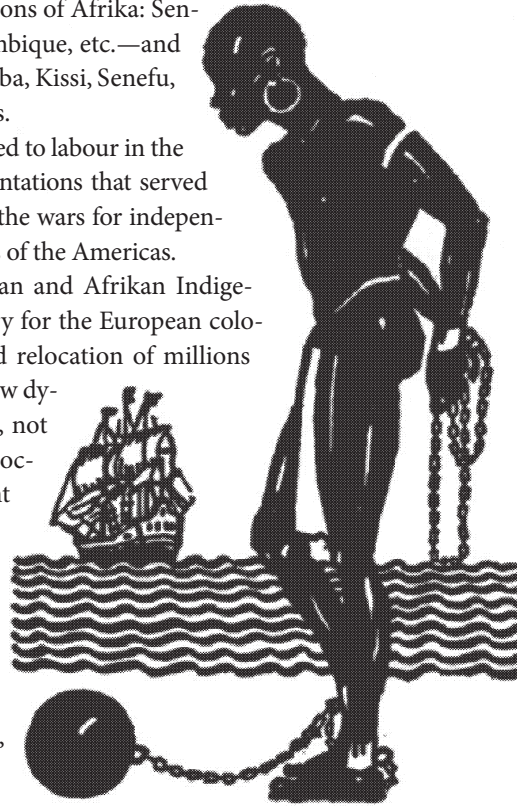 ons of Afrika: Sen-
mbique, etc.—and
ba, Kissi, Senefu,
s.
ed to labour in the
ntations that served
the wars for indepen-
s of the Americas.
an and Afrikan Indige-
y for the European colo-
d relocation of millions
w dy-
, not
oc-
nt
,